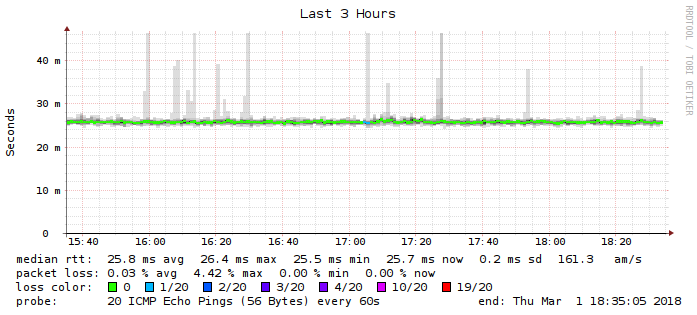 Last 3 Hours
RRDTOOL / TOBI OETIKER
Seconds
40 m
30 m
20 m
10 m
0
15:40 16:00 16:20 16:40 17:00 17:20 17:40 18:00 18:20
median rtt: 25.8 ms avg 26.4 ms max 25.5 ms min 25.7 ms now 0.2 ms sd 161.3 am/s
packet loss: 0.03 % avg 4.42 % max 0.00 % min 0.00 % now
loss color: 0 1/20 2/20 3/20 4/20 10/20 19/20
probe: 20 ICMP Echo Pings (56 Bytes) every 60s end: Thu Mar 1 18:35:05 2018